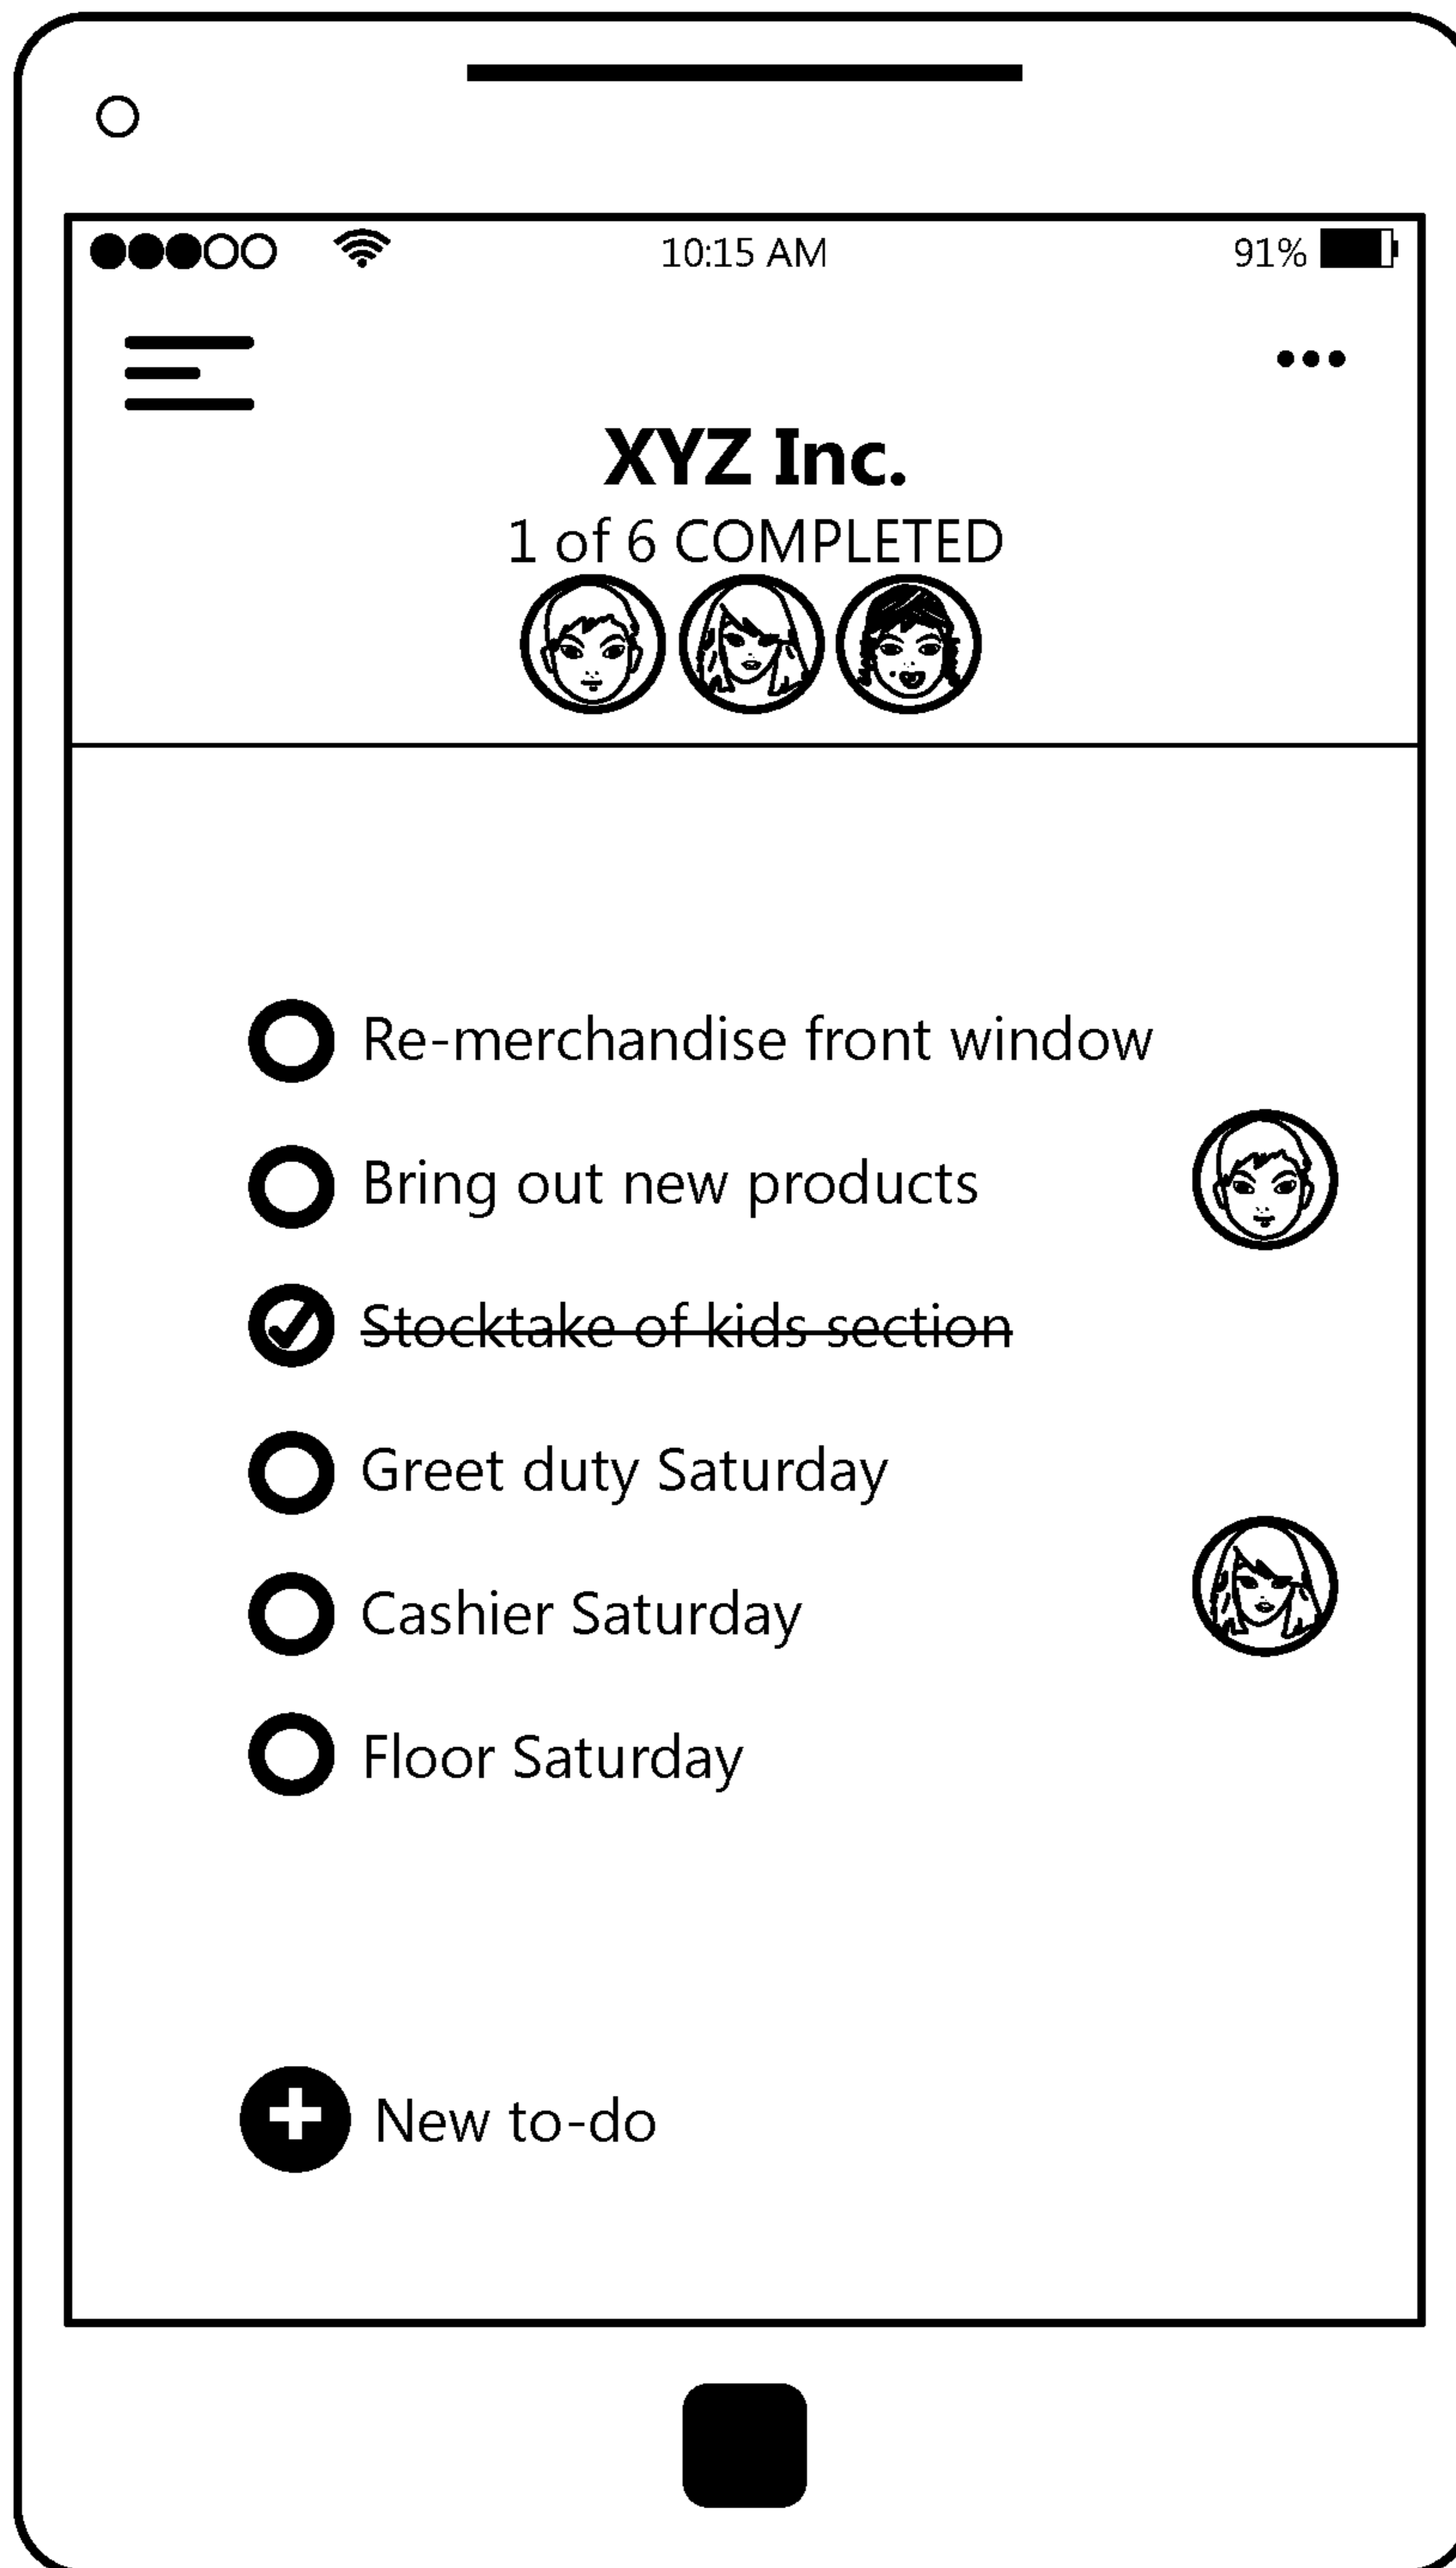 10:15 AM 91%
XYZ Inc.
1 of 6 COMPLETED
Re-merchandise front window
Bring out new products
Stocktake of kids section
Greet duty Saturday
Cashier Saturday
Floor Saturday
New to-do